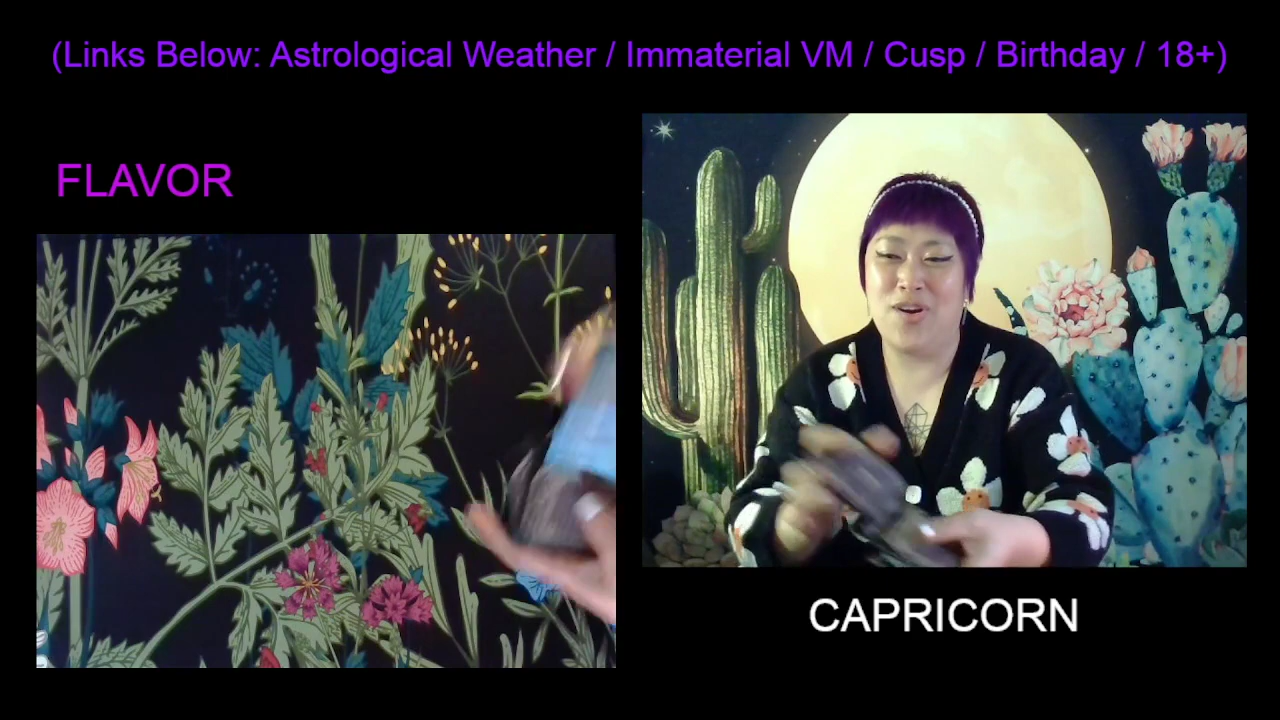 (Links Below: Astrological Weather / Immaterial VM / Cusp / Birthday / 18+)
FLAVOR
CAPRICORN